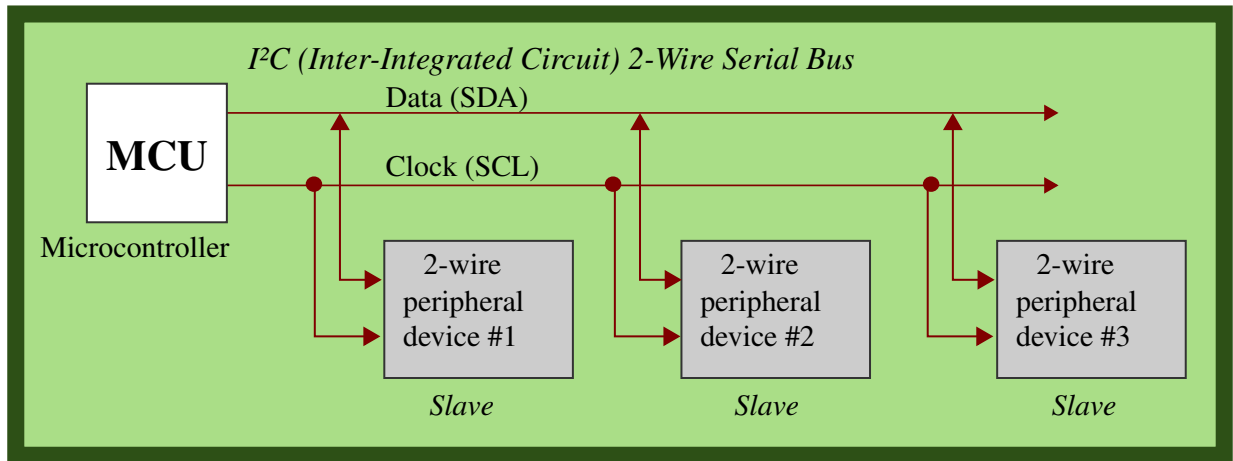 I²C (Inter-Integrated Circuit) 2-Wire Serial Bus
Data (SDA)
MCU
Clock (SCL)
Microcontroller
2-wire
peripheral
device #1
Slave
2-wire
peripheral
device #2
Slave
2-wire
peripheral
device #3
Slave